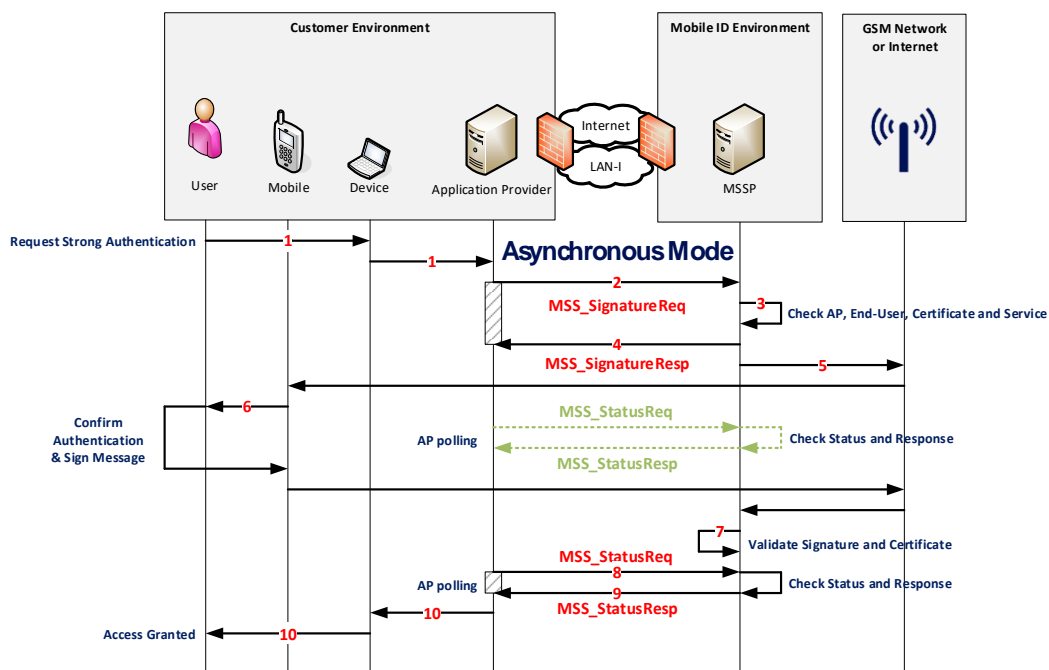 Customer Environment
Mobile ID Environment
GSM Network
or Internet
Internet
LAN-I
User
Mobile
Device
Application Provider
MSSP
Request Strong Authentication
1
1
Asynchronous Mode
2
MSS_SignatureReq
3
Check AP, End-User, Certificate and Service
4
MSS_SignatureResp
5
6
Confirm
Authentication
& Sign Message
MSS_StatusReq
AP polling
Check Status and Response
MSS_StatusResp
7
Validate Signature and Certificate
MSS_StatusReq
8
AP polling
Check Status and Response
9
MSS_StatusResp
10
Access Granted
10